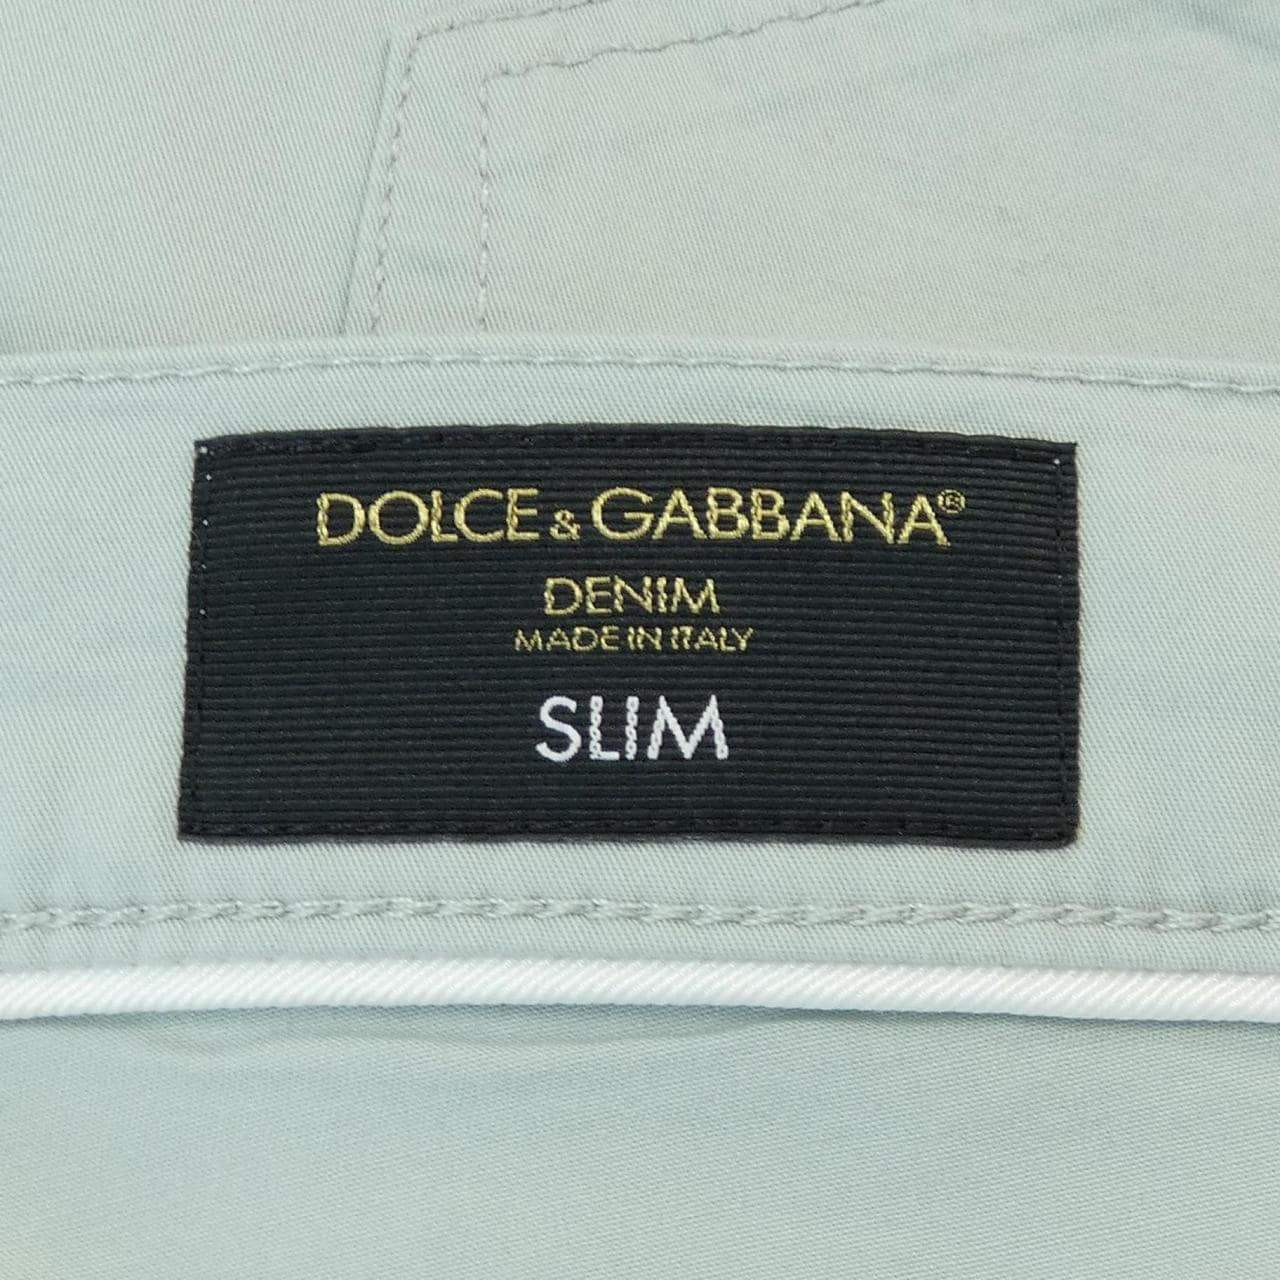 DOLCE & GABBANA®
DENIM
MADE IN ITALY
SLIM